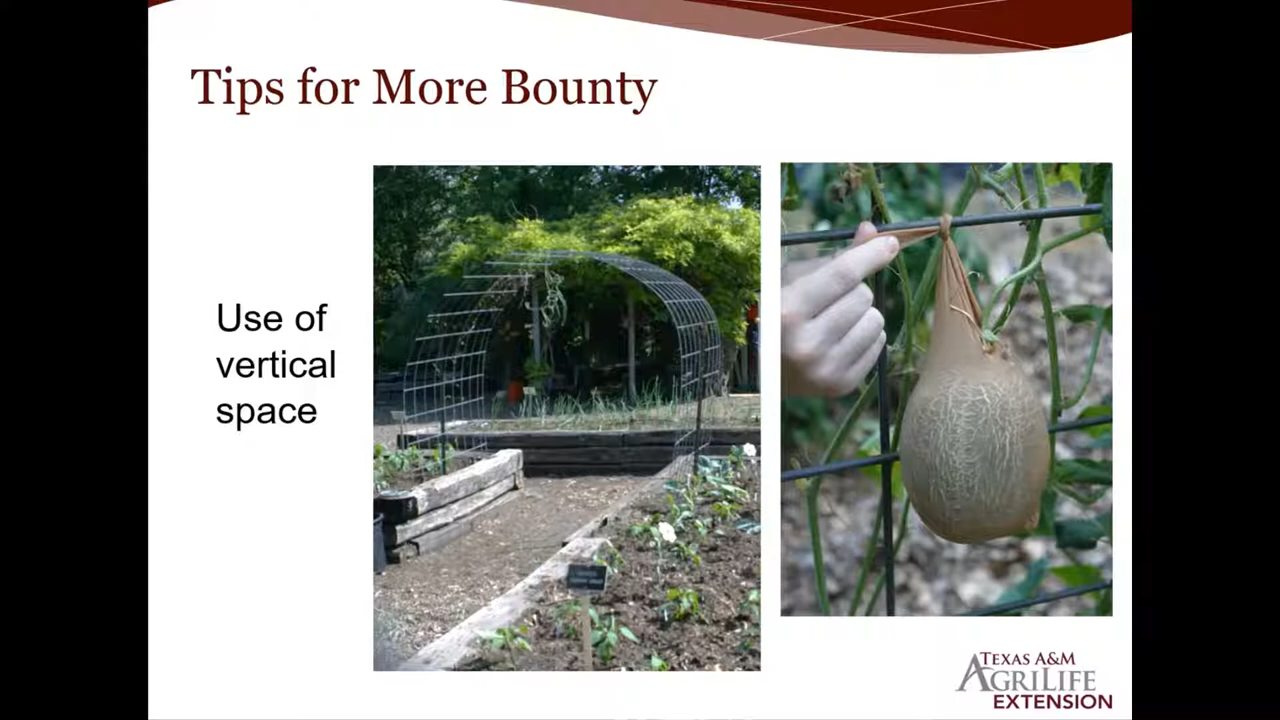 Tips for More Bounty
Use of
vertical
space
TEXAS A&M
AGRILIFE
EXTENSION